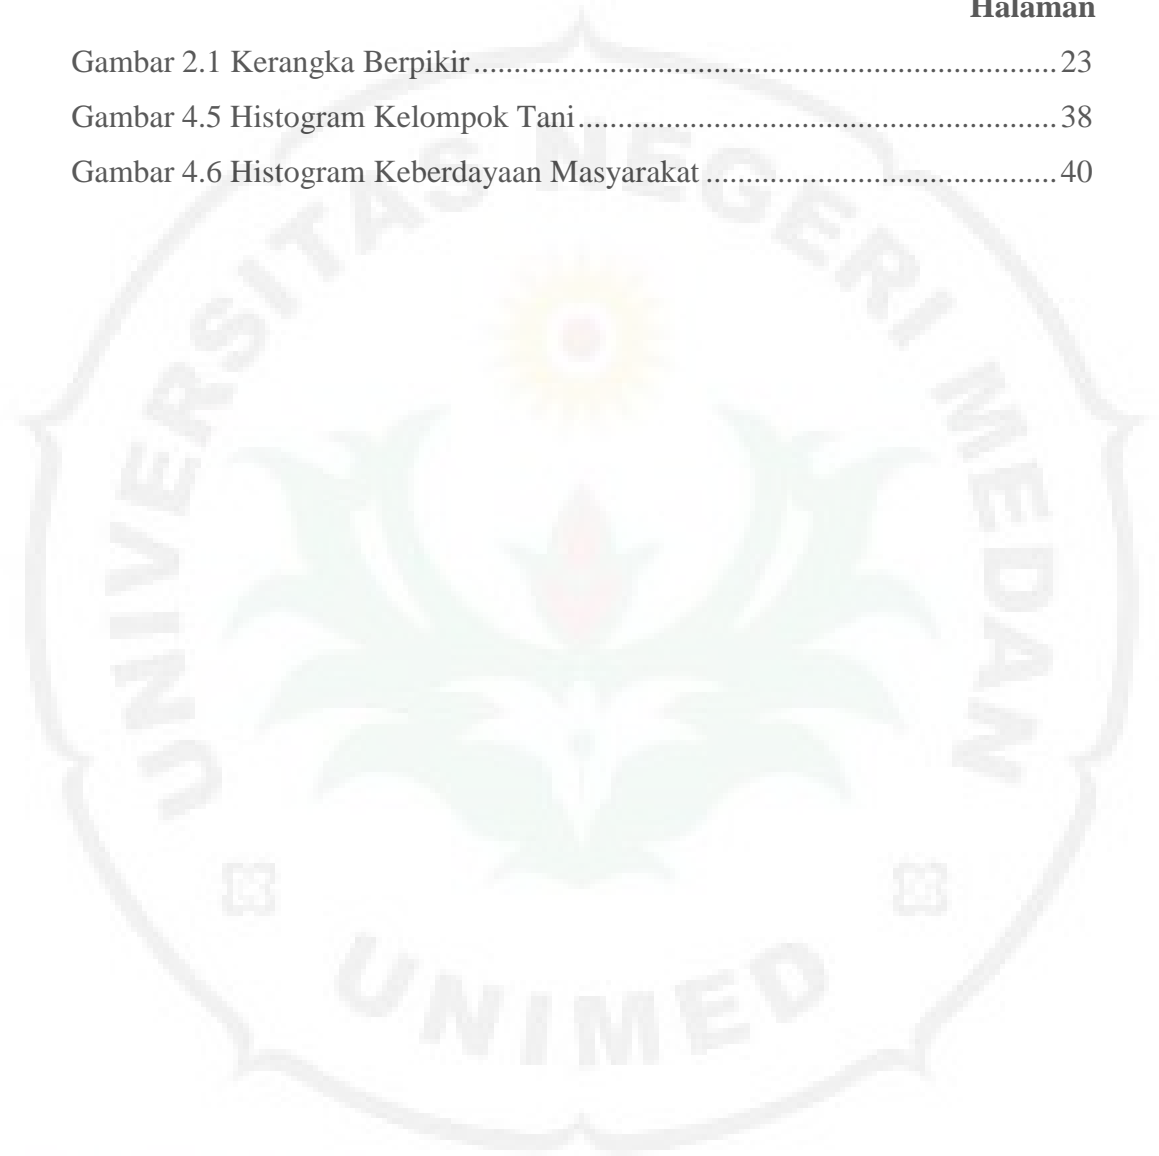 Halaman
Gambar 2.1 Kerangka Berpikir........................................................................23
Gambar 4.5 Histogram Kelompok Tani...........................................................38
Gambar 4.6 Histogram Keberdayaan Masyarakat ...........................................40
UNIVERSITAS NEGERI MEDAN
UNIMED